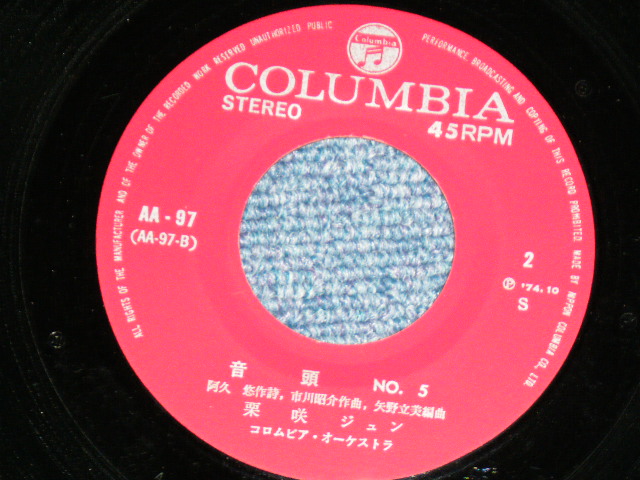 ALL RIGHTS OF THE MANUFACTURER AND OF THE OWNER OF THE RECORDED WORK RESERVED UNAUTHORIZED PUBLIC PERFORMANCE, BROADCASTING AND COPYING OF THIS RECORD PROHIBITED. MADE BY NIPPON COLUMBIA CO., LTD.
Columbia
COLUMBIA
STEREO
45RPM
AA-97
(AA-97-B)
2
Ⓟ '74,10
S
音頭 NO. 5
阿久 悠作詩, 市川昭介作曲, 矢野立美編曲
栗咲 ジュン
コロムビア・オーケストラ